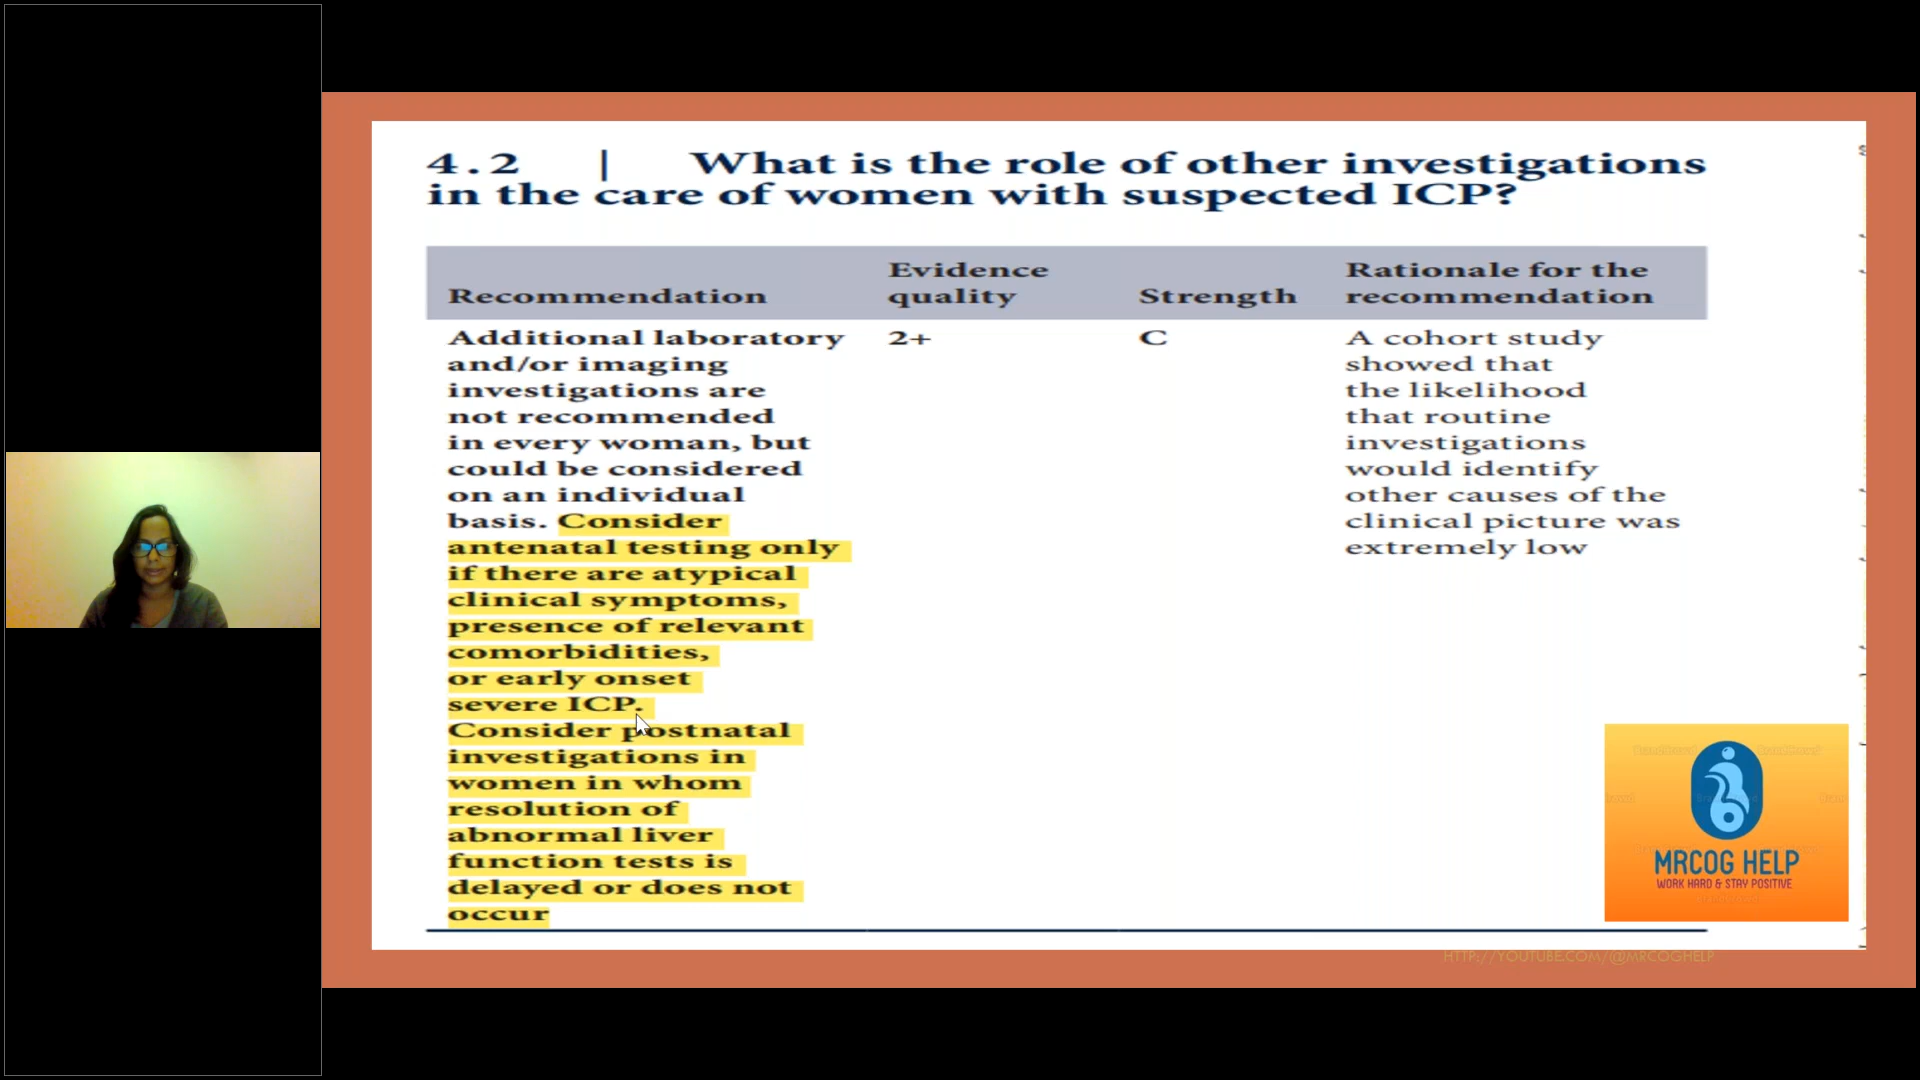 4.2 | What is the role of other investigations
in the care of women with suspected ICP?
Recommendation
Evidence
quality
Strength
Rationale for the
recommendation
Additional laboratory
and/or imaging
investigations are
not recommended
in every woman, but
could be considered
on an individual
basis. Consider
antenatal testing only
if there are atypical
clinical symptoms,
presence of relevant
comorbidities,
or early onset
severe ICP.
Consider postnatal
investigations in
women in whom
resolution of
abnormal liver
function tests is
delayed or does not
occur
2+
C
A cohort study
showed that
the likelihood
that routine
investigations
would identify
other causes of the
clinical picture was
extremely low
MRCOG HELP
WORK HARD & STAY POSITIVE
HTTP://YOUTUBE.COM/@MRCOGHELP